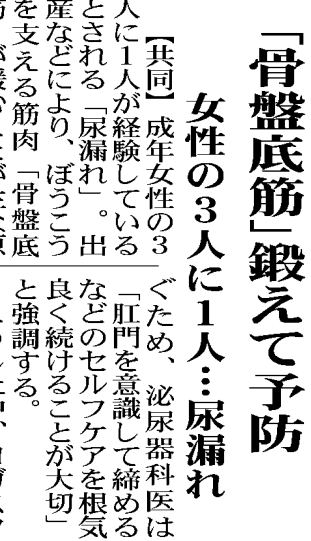 「骨盤底筋」鍛えて予防
女性の3人に1人…尿漏れ
【共同】成年女性の3
人に1人が経験している
とされる「尿漏れ」。出
産などにより、ぼうこう
を支える筋肉「骨盤底
ぐため、泌尿器科医は
「肛門を意識して締める
などのセルフケアを根気
良く続けることが大切」
と強調する。